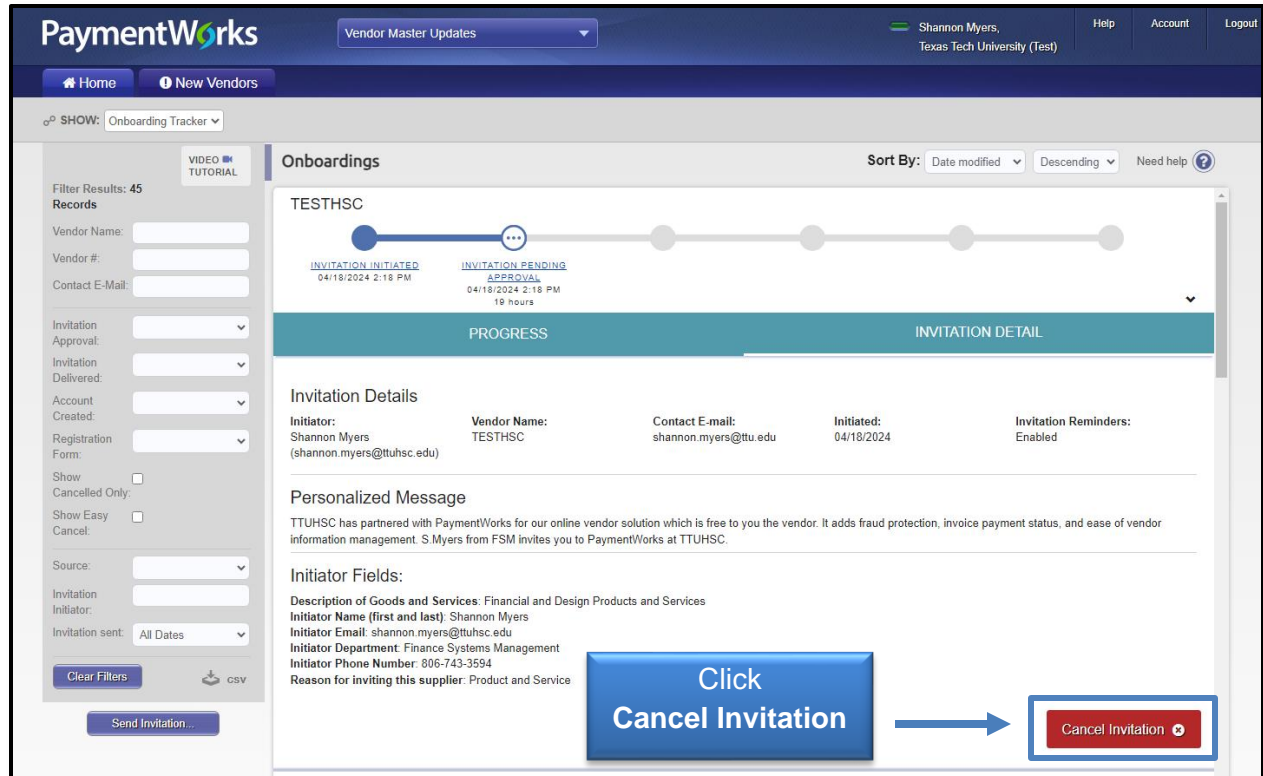 PaymentWorks
Vendor Master Updates
Shannon Myers,
Texas Tech University (Test)
Help
Account
Logout
Home
New Vendors
SHOW: Onboarding Tracker
VIDEO
TUTORIAL
Filter Results: 45
Records
Vendor Name:
Vendor #:
Contact E-Mail:
Invitation
Approval:
Invitation
Delivered:
Account
Created:
Registration
Form:
Show
Cancelled Only:
Show Easy
Cancel:
Source:
Invitation
Initiator:
Invitation sent: All Dates
Clear Filters
csv
Send Invitation...
Onboardings
Sort By: Date modified Descending Need help ?
TESTHSC
INVITATION INITIATED
04/18/2024 2:18 PM
INVITATION PENDING
APPROVAL
04/18/2024 2:18 PM
19 hours
PROGRESS
INVITATION DETAIL
Invitation Details
Initiator:
Shannon Myers
(shannon.myers@ttuhsc.edu)
Vendor Name:
TESTHSC
Contact E-mail:
shannon.myers@ttu.edu
Initiated:
04/18/2024
Invitation Reminders:
Enabled
Personalized Message
TTUHSC has partnered with PaymentWorks for our online vendor solution which is free to you the vendor. It adds fraud protection, invoice payment status, and ease of vendor
information management. S.Myers from FSM invites you to PaymentWorks at TTUHSC.
Initiator Fields:
Description of Goods and Services: Financial and Design Products and Services
Initiator Name (first and last): Shannon Myers
Initiator Email: shannon.myers@ttuhsc.edu
Initiator Department: Finance Systems Management
Initiator Phone Number: 806-743-3594
Reason for inviting this supplier: Product and Service
Click
Cancel Invitation
Cancel Invitation